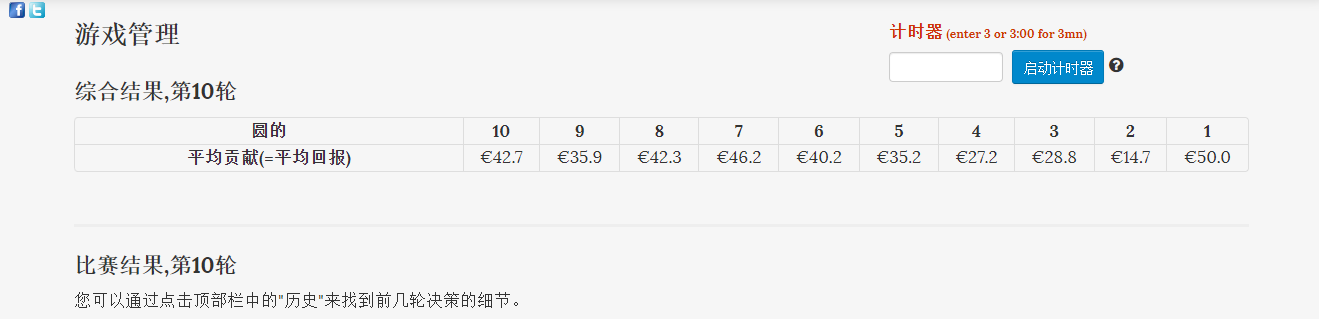 游戏管理
计时器 (enter 3 or 3:00 for 3mn)
启动计时器
综合结果,第10轮
圆的 10 9 8 7 6 5 4 3 2 1
平均贡献(=平均回报) €42.7 €35.9 €42.3 €46.2 €40.2 €35.2 €27.2 €28.8 €14.7 €50.0
比赛结果,第10轮
您可以通过点击顶部栏中的"历史"来找到前几轮决策的细节。